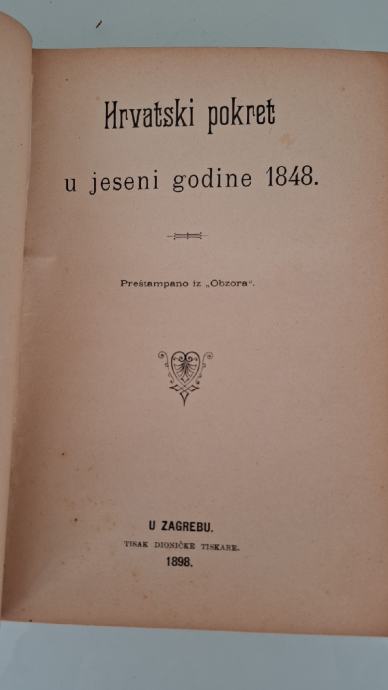 Hrvatski pokret
u jeseni godine 1848.
Preštampano iz „Obzora“.
U ZAGREBU.
TISAK DIONIČKE TISKARE.
1898.